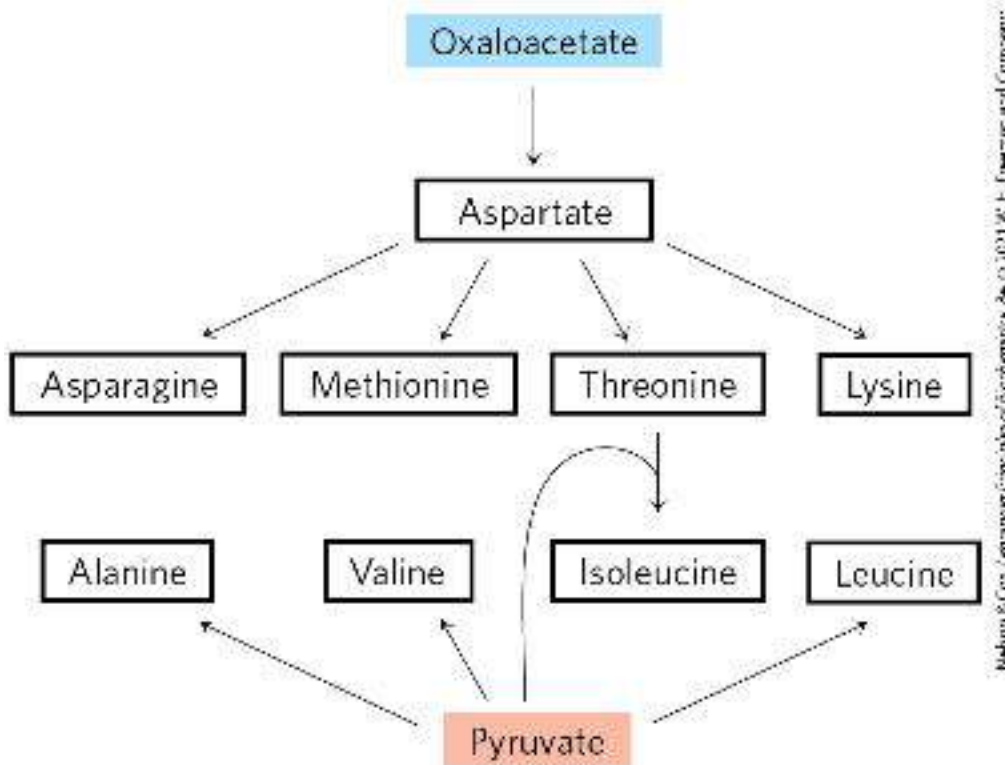 Oxaloacetate
Aspartate
Asparagine Methionine Threonine Lysine
Alanine Valine Isoleucine Leucine
Pyruvate